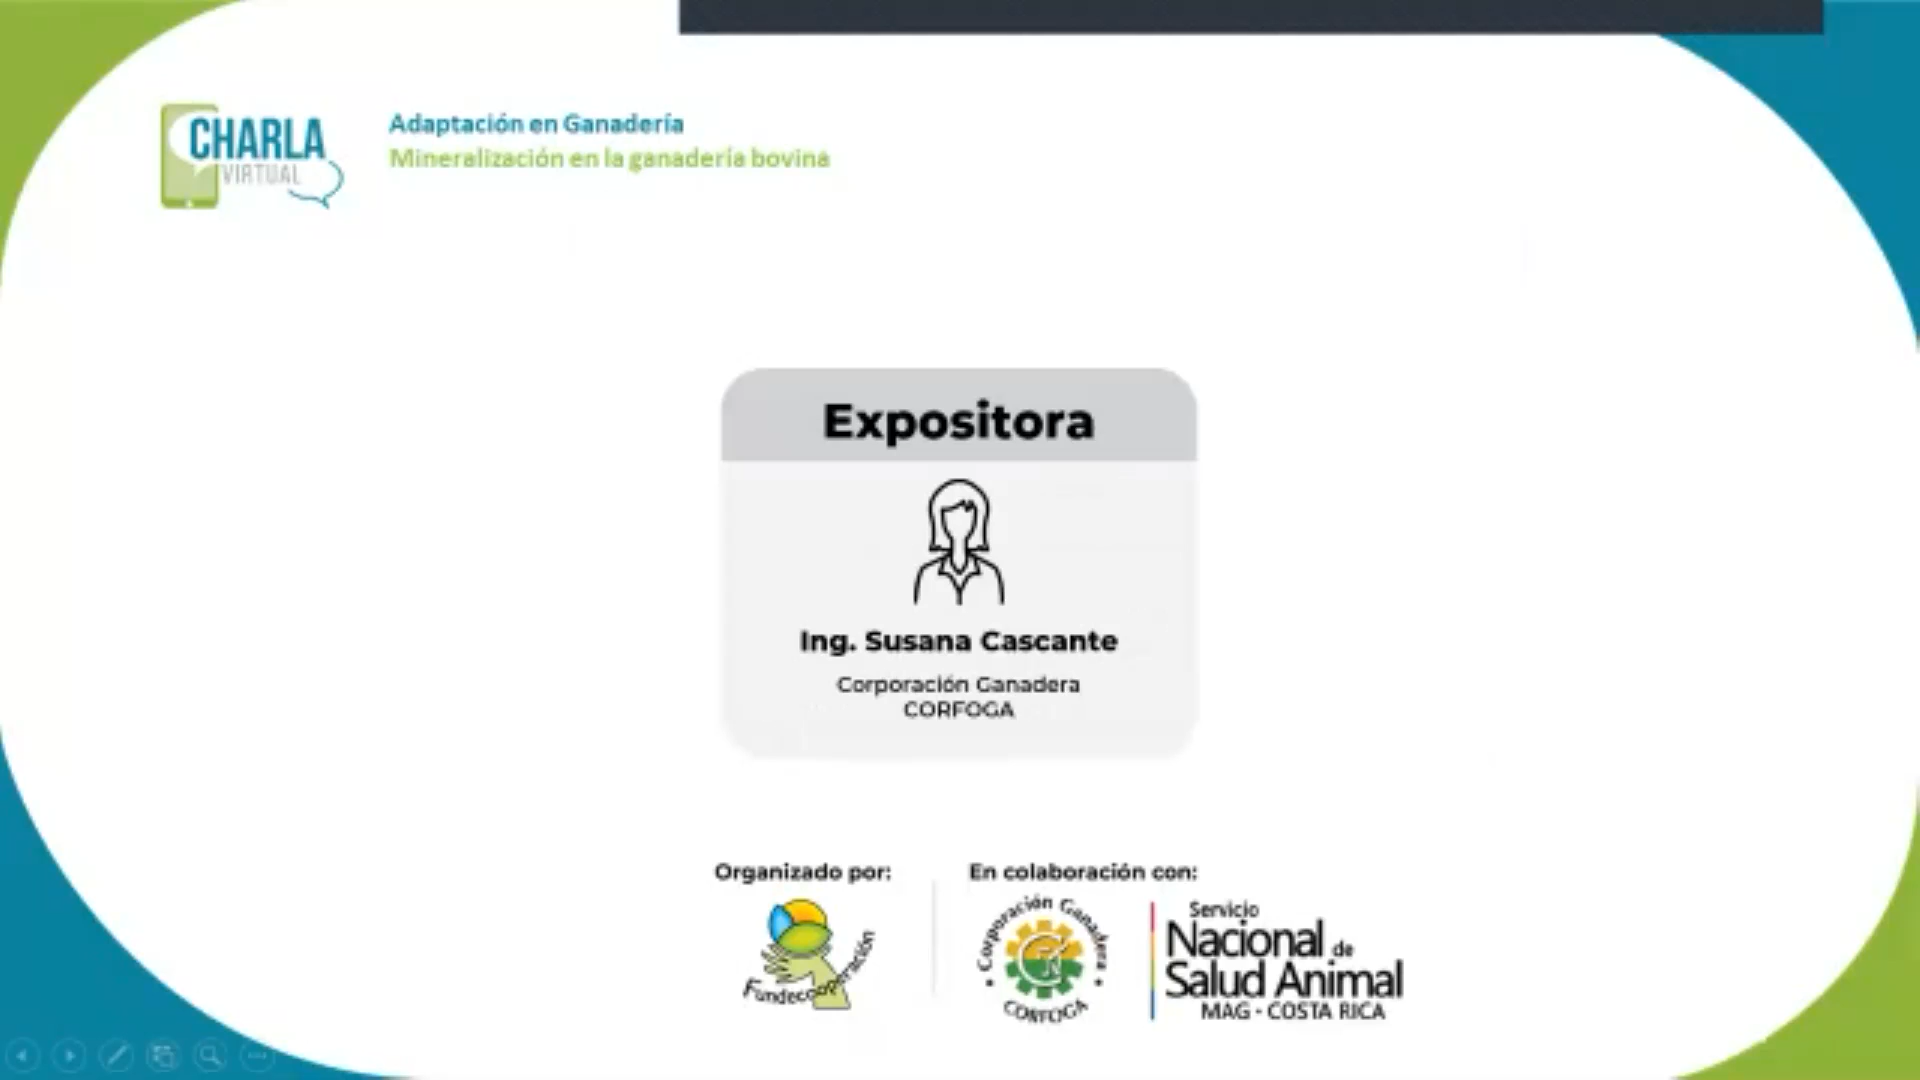 CHARLA
VIRTUAL
Adaptación en Ganadería
Mineralización en la ganadería bovina
Expositora
Ing. Susana Cascante
Corporación Ganadera
CORFOGA
Organizado por:
Fundecooperación
En colaboración con:
Corporación Ganadera
CORFOGA
Servicio
Nacional de
Salud Animal
MAG - COSTA RICA